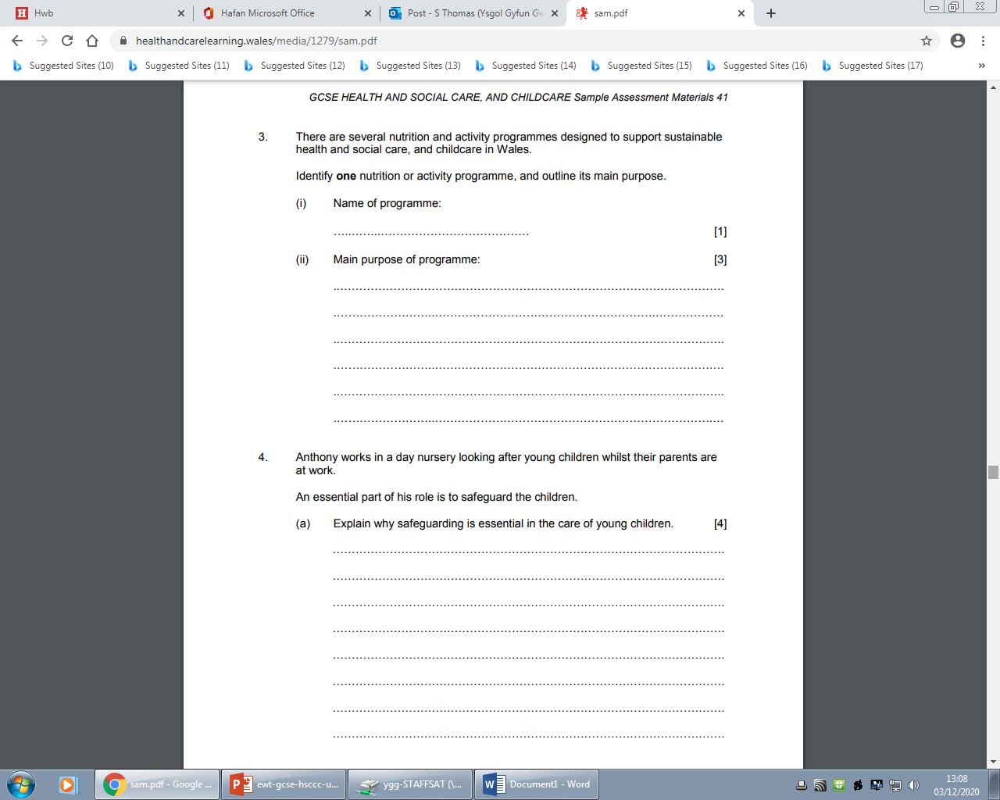 Hwb
Hafan Microsoft Office
Post - S Thomas (Ysgol Gyfun Gw
sam.pdf
healthandcarelearning.wales/media/1279/sam.pdf
Suggested Sites (10)
Suggested Sites (11)
Suggested Sites (12)
Suggested Sites (13)
Suggested Sites (14)
Suggested Sites (15)
Suggested Sites (16)
Suggested Sites (17)
GCSE HEALTH AND SOCIAL CARE, AND CHILDCARE Sample Assessment Materials 41
3. There are several nutrition and activity programmes designed to support sustainable
health and social care, and childcare in Wales.
Identify one nutrition or activity programme, and outline its main purpose.
(i) Name of programme:
[1]
(ii) Main purpose of programme: [3]
4. Anthony works in a day nursery looking after young children whilst their parents are
at work.
An essential part of his role is to safeguard the children.
(a) Explain why safeguarding is essential in the care of young children. [4]
sam.pdf - Google ...
ewt-gcse-hsccc-u...
ygg-STAFFSAT (\...
Document1 - Word
13:08
03/12/2020